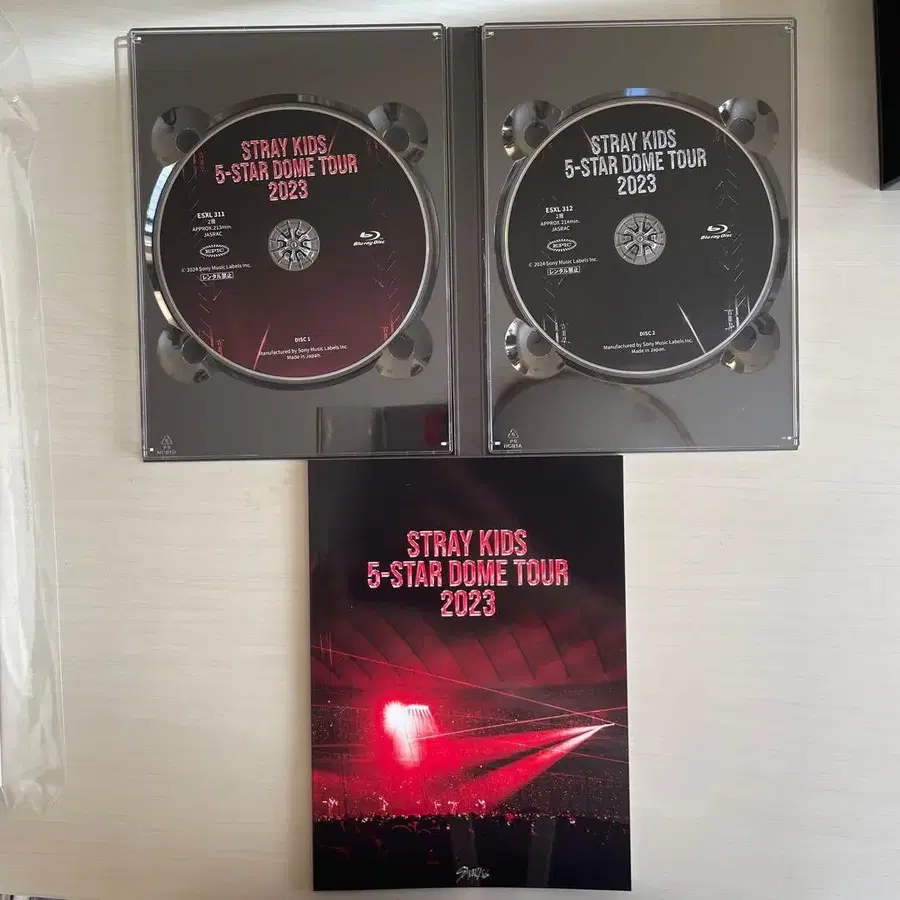 STRAY KIDS
5-STAR DOME TOUR
2023
ESXL 311
2層
APPROX.213min.
JASRAC
EPIC
Blu-ray Disc
© 2024 Sony Music Labels Inc.
レンタル禁止
DISC 1
Manufactured by Sony Music Labels Inc.
Made in Japan.
STRAY KIDS
5-STAR DOME TOUR
2023
ESXL 312
2層
APPROX.214min.
JASRAC
EPIC
Blu-ray Disc
© 2024 Sony Music Labels Inc.
レンタル禁止
DISC 2
Manufactured by Sony Music Labels Inc.
Made in Japan.
PS
PS
STRAY KIDS
5-STAR DOME TOUR
2023